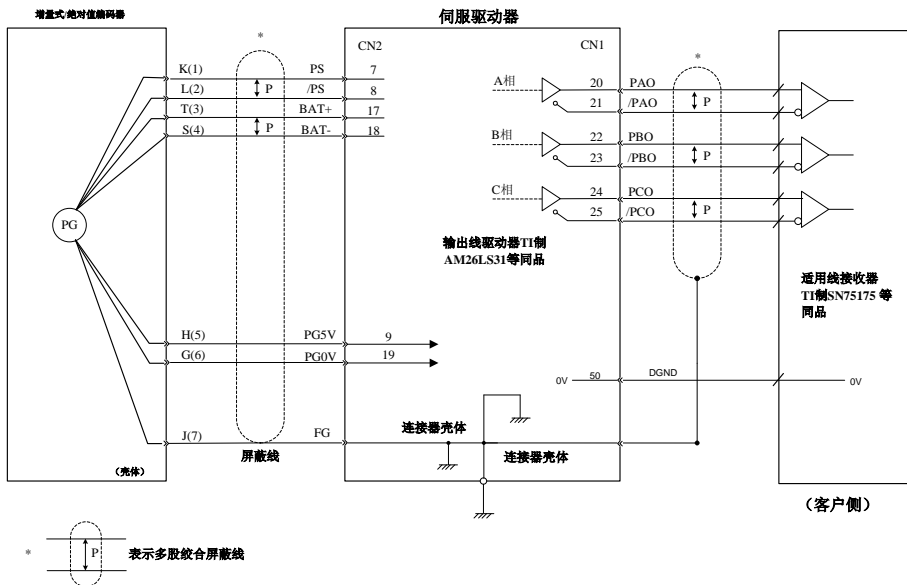 增量式/绝对值编码器
伺服驱动器
*
CN2
CN1
*
K(1) PS 7
L(2) /PS 8
P
T(3) BAT+ 17
S(4) BAT- 18
P
A相 20 PAO
21 /PAO
P
B相 22 PBO
23 /PBO
P
C相 24 PCO
25 /PCO
P
PG
输出线驱动器TI制
AM26LS31等同品
适用线接收器
TI制SN75175 等
同品
H(5) PG5V 9
G(6) PG0V 19
0V 50 DGND 0V
J(7) FG
连接器壳体
屏蔽线
连接器壳体
（壳体）
（客户侧）
* P 表示多股绞合屏蔽线